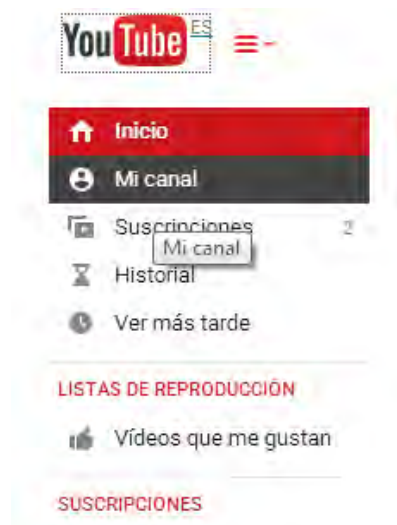 YouTube ES
Inicio
Mi canal
Suscripciones 2
Mi canal
Historial
Ver más tarde
LISTAS DE REPRODUCCIÓN
Vídeos que me gustan
SUSCRIPCIONES